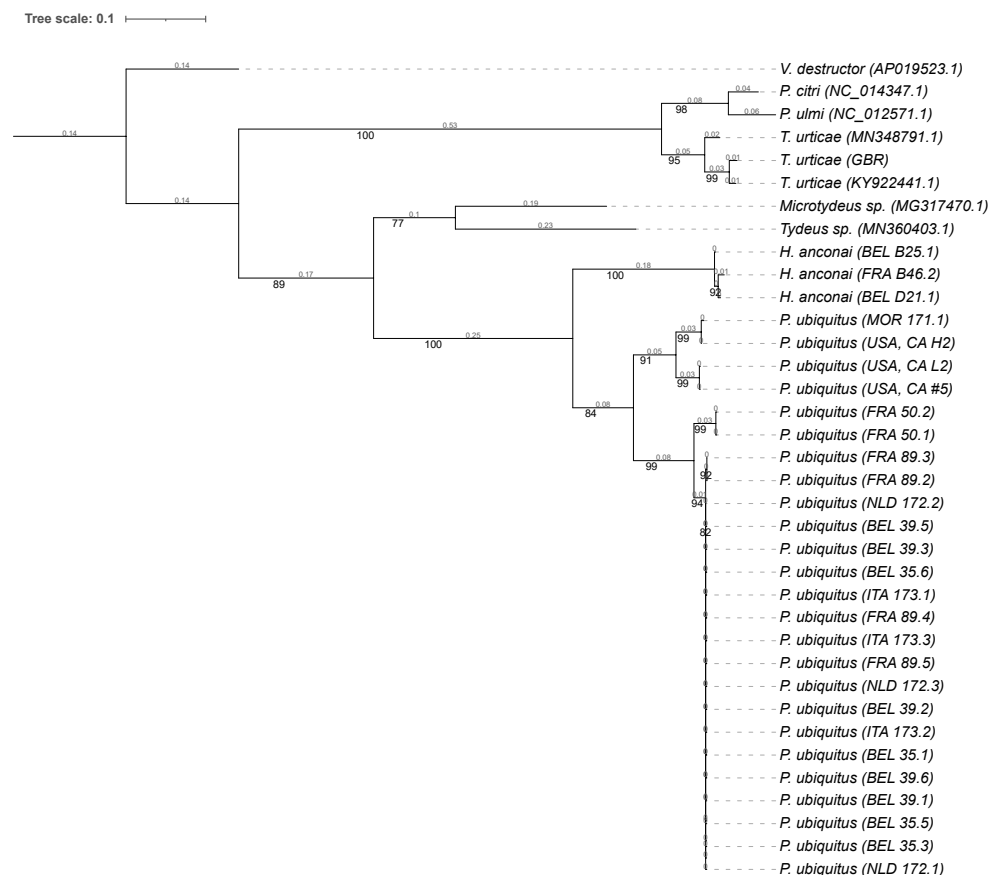 Tree scale: 0.1
0.14
V. destructor (AP019523.1)
0.04
P. citri (NC_014347.1)
0.08
98
0.06
P. ulmi (NC_012571.1)
0.53
100
0.02
T. urticae (MN348791.1)
0.14
0.05
95
0.01
T. urticae (GBR)
0.03
99
0.01
T. urticae (KY922441.1)
0.14
0.19
Microtydeus sp. (MG317470.1)
0.1
77
0.23
Tydeus sp. (MN360403.1)
0
H. anconai (BEL B25.1)
0.18
100
0.01
H. anconai (FRA B46.2)
0.17
89
92
H. anconai (BEL D21.1)
0
P. ubiquitus (MOR 171.1)
0.03
99
0
P. ubiquitus (USA, CA H2)
0.25
100
0.05
91
0
P. ubiquitus (USA, CA L2)
0.03
99
0
P. ubiquitus (USA, CA #5)
0.08
84
0
P. ubiquitus (FRA 50.2)
0.03
99
0
P. ubiquitus (FRA 50.1)
0.08
99
0
P. ubiquitus (FRA 89.3)
92
P. ubiquitus (FRA 89.2)
94
P. ubiquitus (NLD 172.2)
P. ubiquitus (BEL 39.5)
82
P. ubiquitus (BEL 39.3)
P. ubiquitus (BEL 35.6)
P. ubiquitus (ITA 173.1)
P. ubiquitus (FRA 89.4)
P. ubiquitus (ITA 173.3)
P. ubiquitus (FRA 89.5)
P. ubiquitus (NLD 172.3)
P. ubiquitus (BEL 39.2)
P. ubiquitus (ITA 173.2)
P. ubiquitus (BEL 35.1)
P. ubiquitus (BEL 39.6)
P. ubiquitus (BEL 39.1)
P. ubiquitus (BEL 35.5)
P. ubiquitus (BEL 35.3)
P. ubiquitus (NLD 172.1)